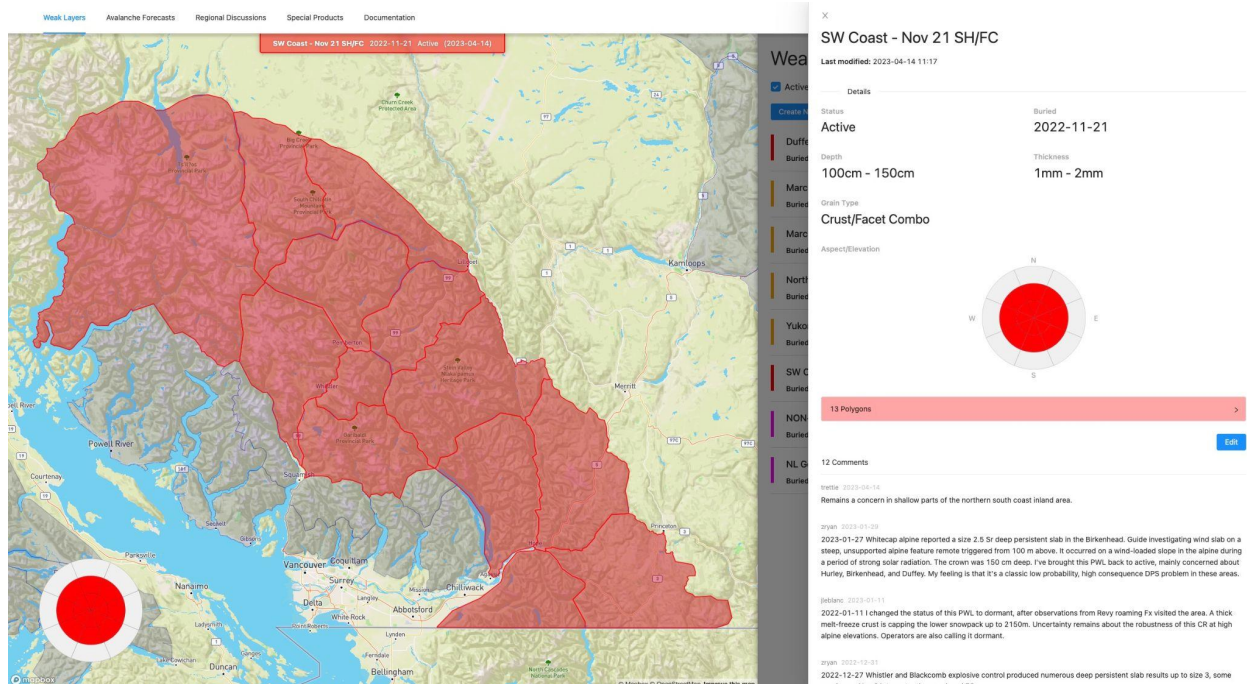 Weak Layers Avalanche Forecasts Regional Discussions Special Products Documentation
SW Coast - Nov 21 SH/FC 2022-11-21 Active (2023-04-14)
Churn Creek
Protected Area
Big Creek
Provincial Park
Ts'ilos
Provincial Park
South Chilcotin
Mountains
Provincial Park
Lillooet
Kamloops
Pemberton
Stein Valley
Nlaka'pamux
Heritage Park
Whistler
Merritt
Garibaldi
Provincial Park
Powell River
Squamish
Courtenay
Sechelt
Gibsons
Princeton
Hope
Parksville
Vancouver
Coquitlam
Nanaimo
Surrey
Mission
Chilliwack
Delta
Langley
Abbotsford
White Rock
Ladysmith
Point Roberts
Lynden
Ganges
Ferndale
Lake Cowichan
Duncan
Bellingham
North Cascades
National Park
mapbox
© Mapbox © OpenStreetMap Improve this map
Wea
Active
Create N
Duffe
Buried
Marc
Buried
Marc
Buried
North
Buried
Yuko
Buried
SW C
Buried
NON-
Buried
NL G
Buried
SW Coast - Nov 21 SH/FC
Last modified: 2023-04-14 11:17
Details
Status Buried
Active 2022-11-21
Depth Thickness
100cm - 150cm 1mm - 2mm
Grain Type
Crust/Facet Combo
Aspect/Elevation
N
W E
S
13 Polygons
Edit
12 Comments
trettie 2023-04-14
Remains a concern in shallow parts of the northern south coast inland area.
zryan 2023-01-29
2023-01-27 Whitecap alpine reported a size 2.5 Sr deep persistent slab in the Birkenhead. Guide investigating wind slab on a
steep, unsupported alpine feature remote triggered from 100 m above. It occurred on a wind-loaded slope in the alpine during
a period of strong solar radiation. The crown was 150 cm deep. I've brought this PWL back to active, mainly concerned about
Hurley, Birkenhead, and Duffey. My feeling is that it's a classic low probability, high consequence DPS problem in these areas.
jleblanc 2023-01-11
2022-01-11 I changed the status of this PWL to dormant, after observations from Revy roaming Fx visited the area. A thick
melt-freeze crust is capping the lower snowpack up to 2150m. Uncertainty remains about the robustness of this CR at high
alpine elevations. Operators are also calling it dormant.
zryan 2022-12-31
2022-12-27 Whistler and Blackcomb explosive control produced numerous deep persistent slab results up to size 3, some